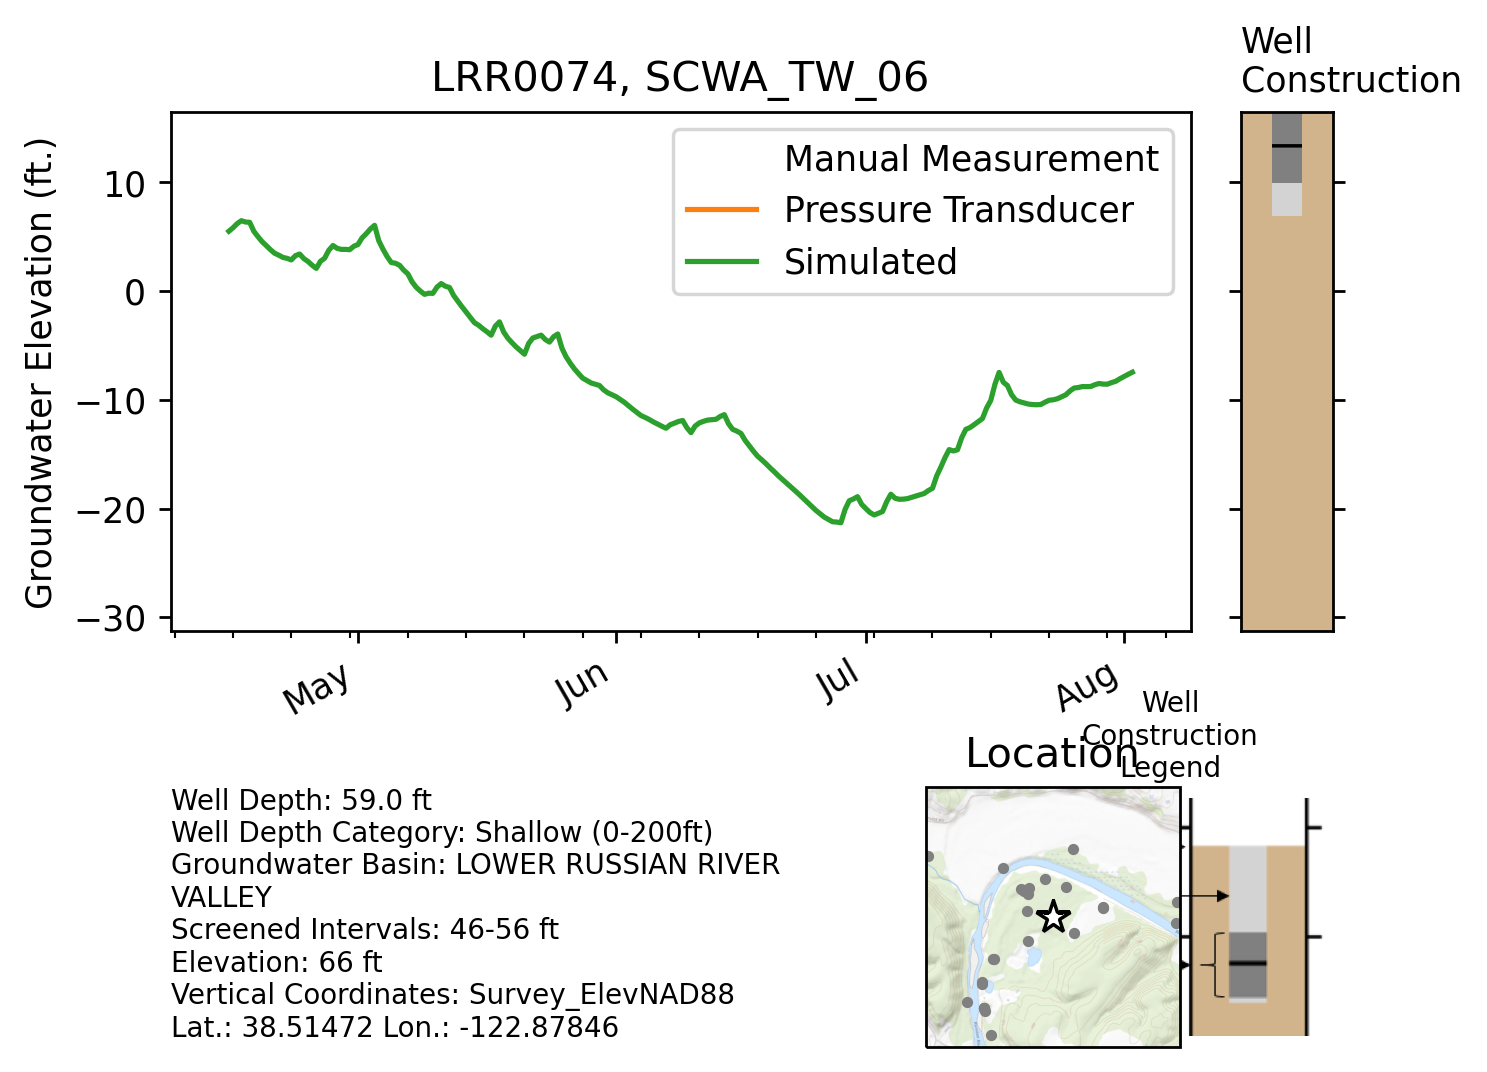 LRR0074, SCWA_TW_06
Well
Construction
Groundwater Elevation (ft.)
10
0
−10
−20
−30
Manual Measurement
Pressure Transducer
Simulated
May
Jun
Jul
Aug
Well
Construction
Legend
Location
Well Depth: 59.0 ft
Well Depth Category: Shallow (0-200ft)
Groundwater Basin: LOWER RUSSIAN RIVER
VALLEY
Screened Intervals: 46-56 ft
Elevation: 66 ft
Vertical Coordinates: Survey_ElevNAD88
Lat.: 38.51472 Lon.: -122.87846